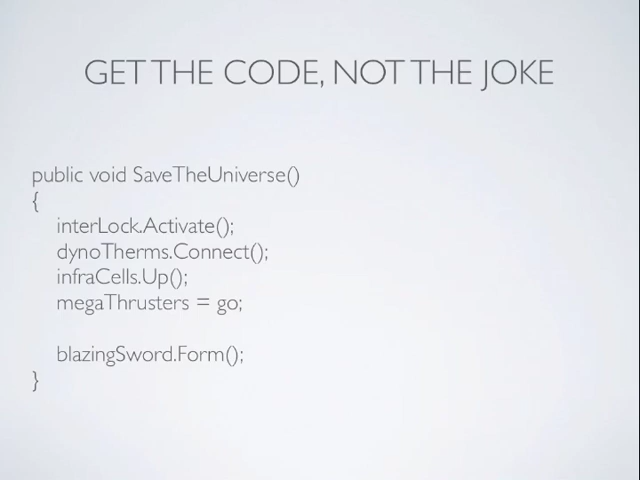 GET THE CODE, NOT THE JOKE
public void SaveTheUniverse()
{
interLock.Activate();
dynoTherms.Connect();
infraCells.Up();
megaThrusters = go;
blazingSword.Form();
}